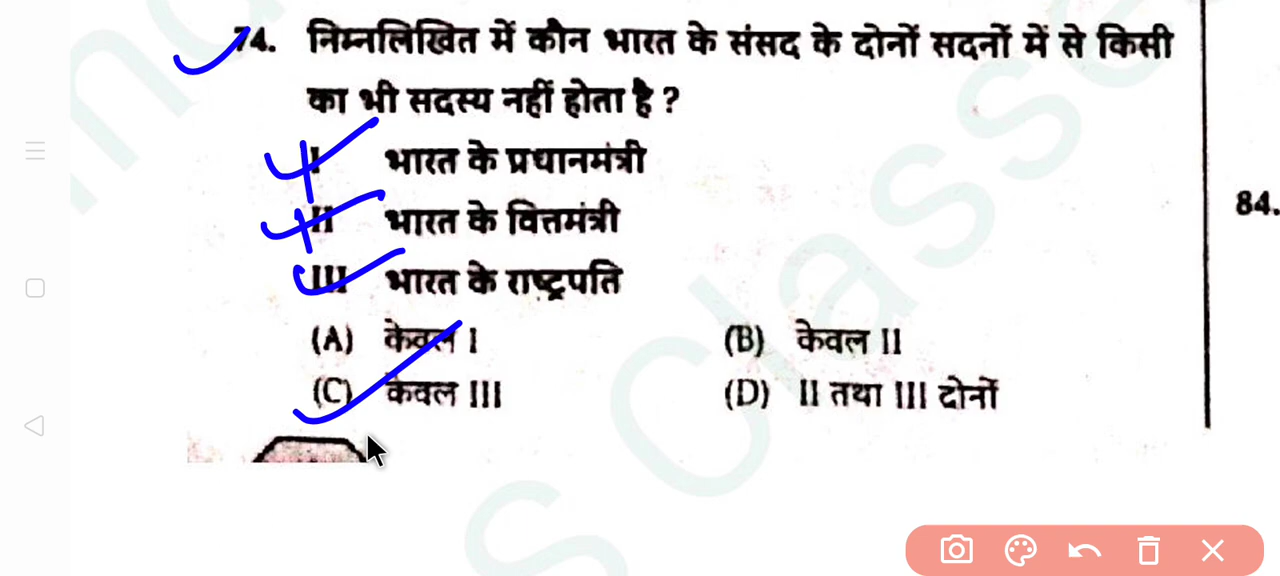 74. निम्नलिखित में कौन भारत के संसद के दोनों सदनों में से किसी
का भी सदस्य नहीं होता है ?
I भारत के प्रधानमंत्री
II भारत के वित्तमंत्री
III भारत के राष्ट्रपति
(A) केवल I (B) केवल II
(C) केवल III (D) II तथा III दोनों
84.